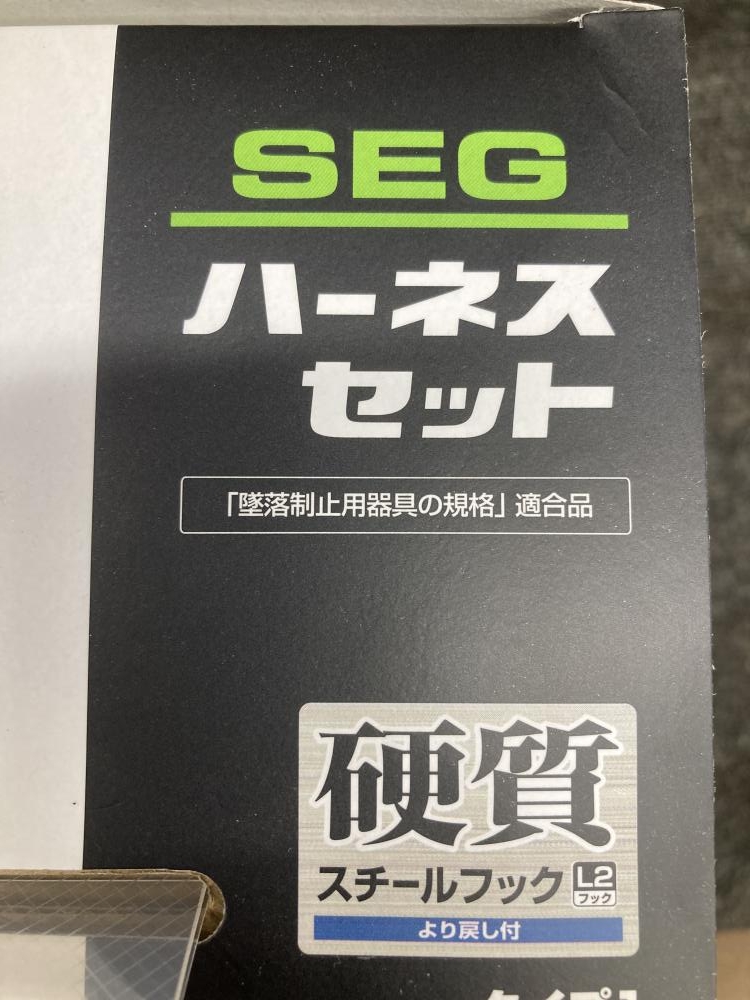 SEG
ハーネス
セット
「墜落制止用器具の規格」適合品
硬質
スチールフック L2
フック
より戻し付